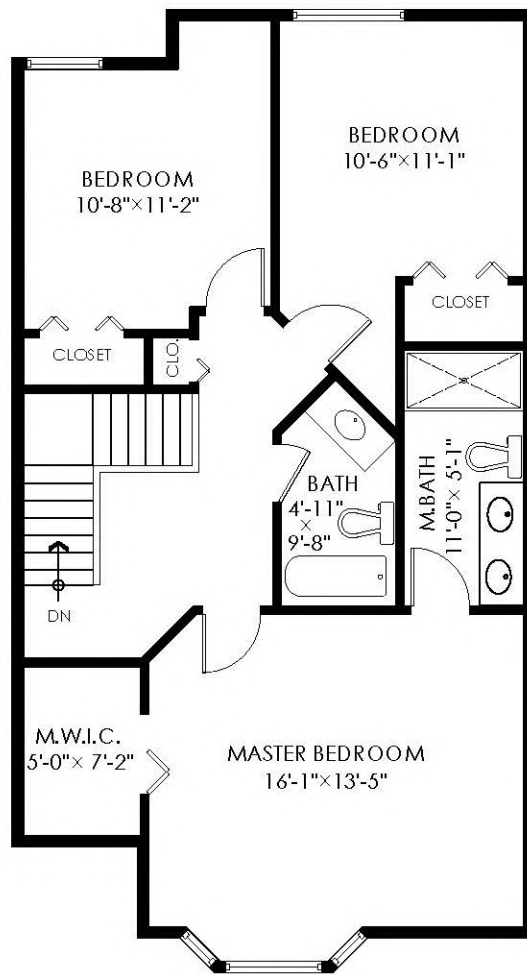 BEDROOM
10'-6"×11'-1"
BEDROOM
10'-8"×11'-2"
CLOSET
CLOSET
CLO.
BATH
4'-11"
×
9'-8"
M.BATH
11'-0"× 5'-1"
DN
M.W.I.C.
5'-0"× 7'-2"
MASTER BEDROOM
16'-1"×13'-5"